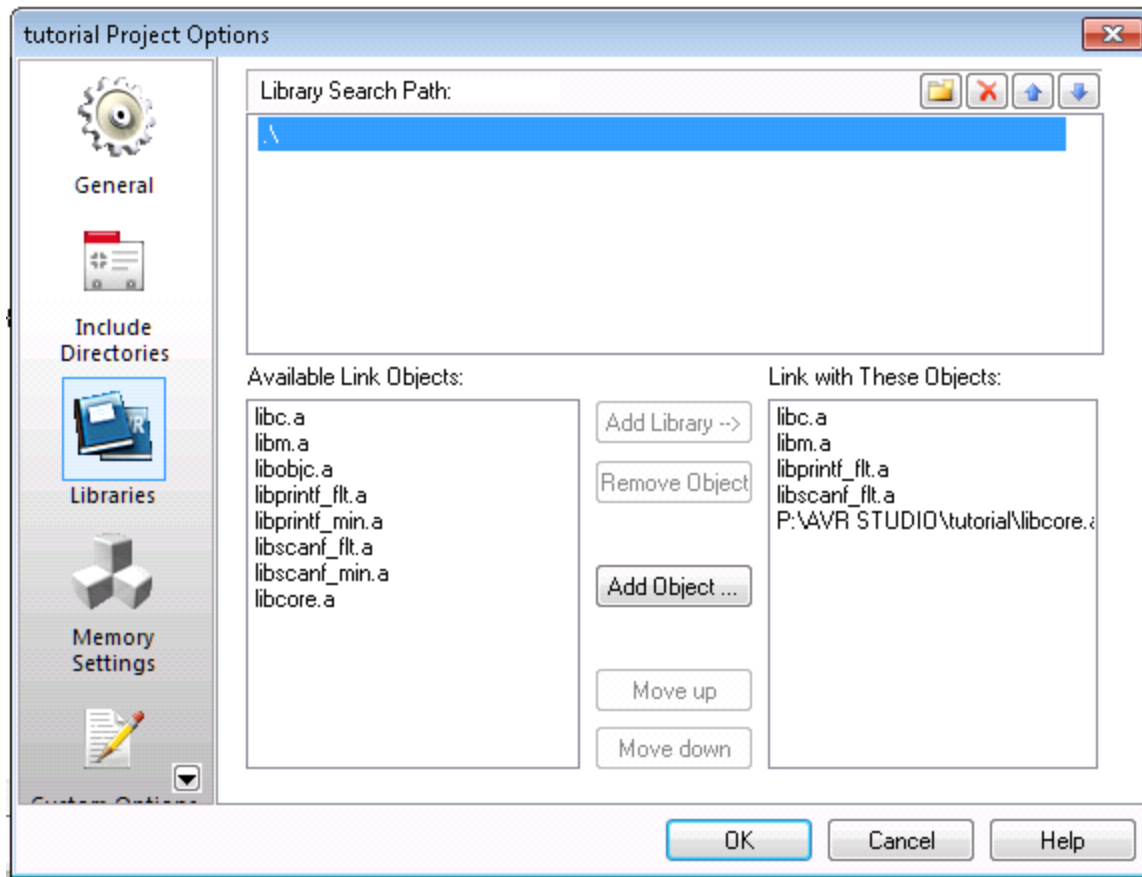 tutorial Project Options
General
Include
Directories
Libraries
Memory
Settings
Custom Options
Library Search Path:
.\
Available Link Objects:
libc.a
libm.a
libobjc.a
libprintf_flt.a
libprintf_min.a
libscanf_flt.a
libscanf_min.a
libcore.a
Add Library -->
Remove Object
Add Object ...
Move up
Move down
Link with These Objects:
libc.a
libm.a
libprintf_flt.a
libscanf_flt.a
P:\AVR STUDIO\tutorial\libcore.a
OK
Cancel
Help